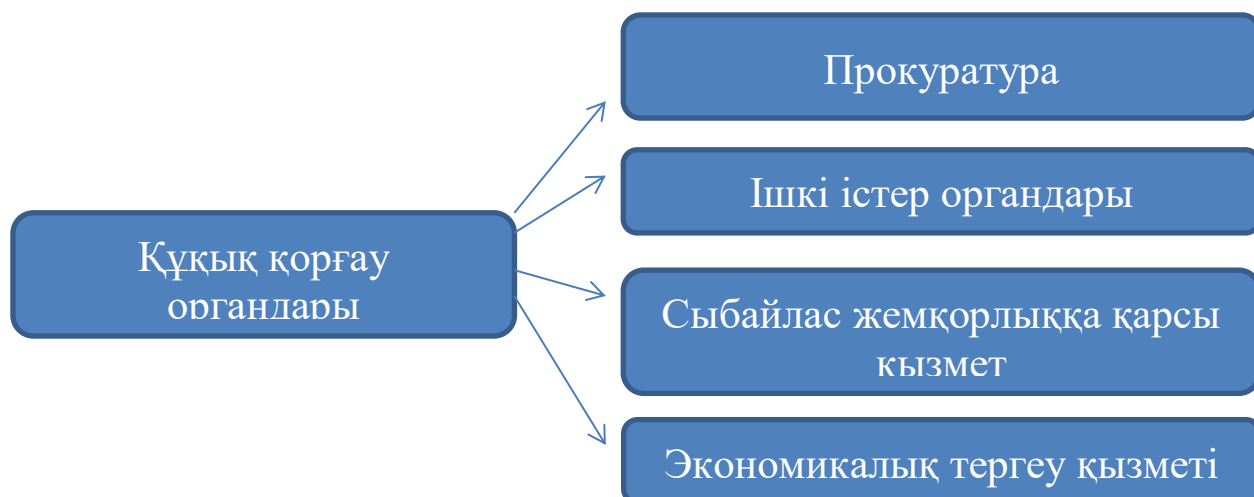 Прокуратура
Ішкі істер органдары
Құқық қорғау
органдары
Сыбайлас жемқорлыққа қарсы
қызмет
Экономикалық тергеу қызметі